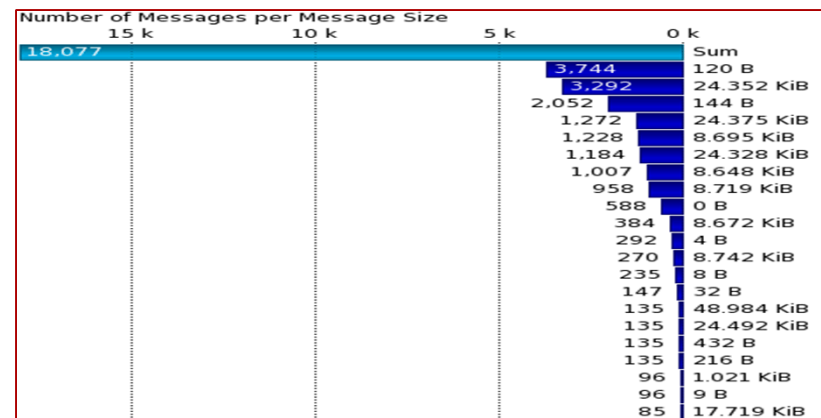 Number of Messages per Message Size
15 k 10 k 5 k 0 k
18,077 Sum
3,744 120 B
3,292 24.352 KiB
2,052 144 B
1,272 24.375 KiB
1,228 8.695 KiB
1,184 24.328 KiB
1,007 8.648 KiB
958 8.719 KiB
588 0 B
384 8.672 KiB
292 4 B
270 8.742 KiB
235 8 B
147 32 B
135 48.984 KiB
135 24.492 KiB
135 432 B
135 216 B
96 1.021 KiB
96 9 B
85 17.719 KiB